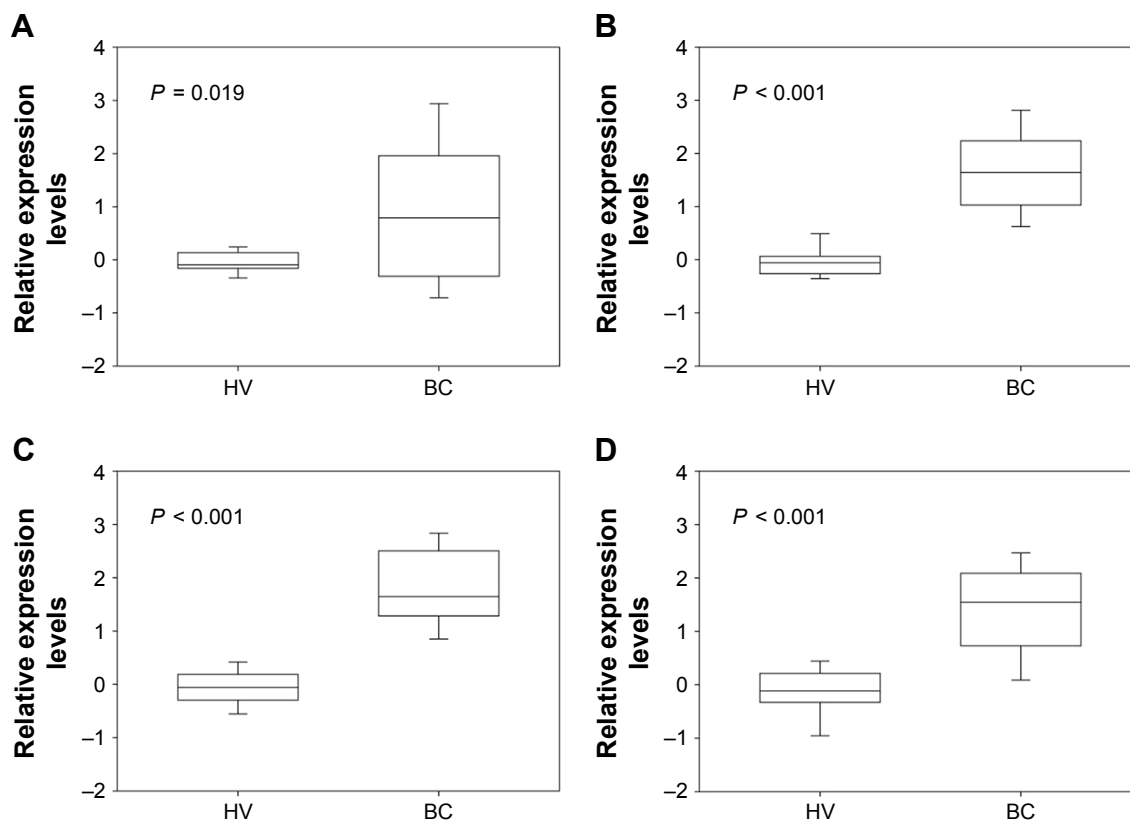 A
Relative expression
levels
4
3
2
1
0
–1
–2
P = 0.019
HV
BC
B
Relative expression
levels
4
3
2
1
0
–1
–2
P < 0.001
HV
BC
C
Relative expression
levels
4
3
2
1
0
–1
–2
P < 0.001
HV
BC
D
Relative expression
levels
4
3
2
1
0
–1
–2
P < 0.001
HV
BC